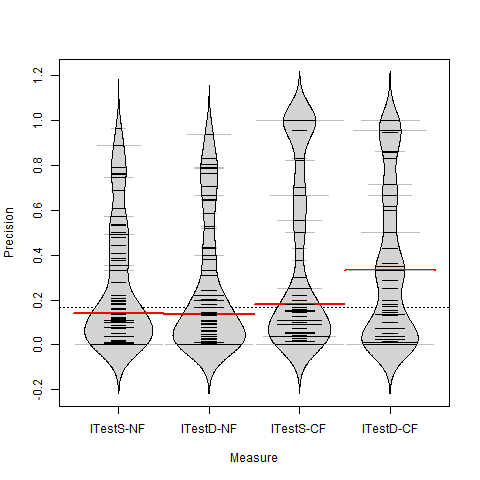 1.2
1.0
0.8
0.6
0.4
0.2
0.0
-0.2
Precision
ITestS-NF
ITestD-NF
ITestS-CF
ITestD-CF
Measure